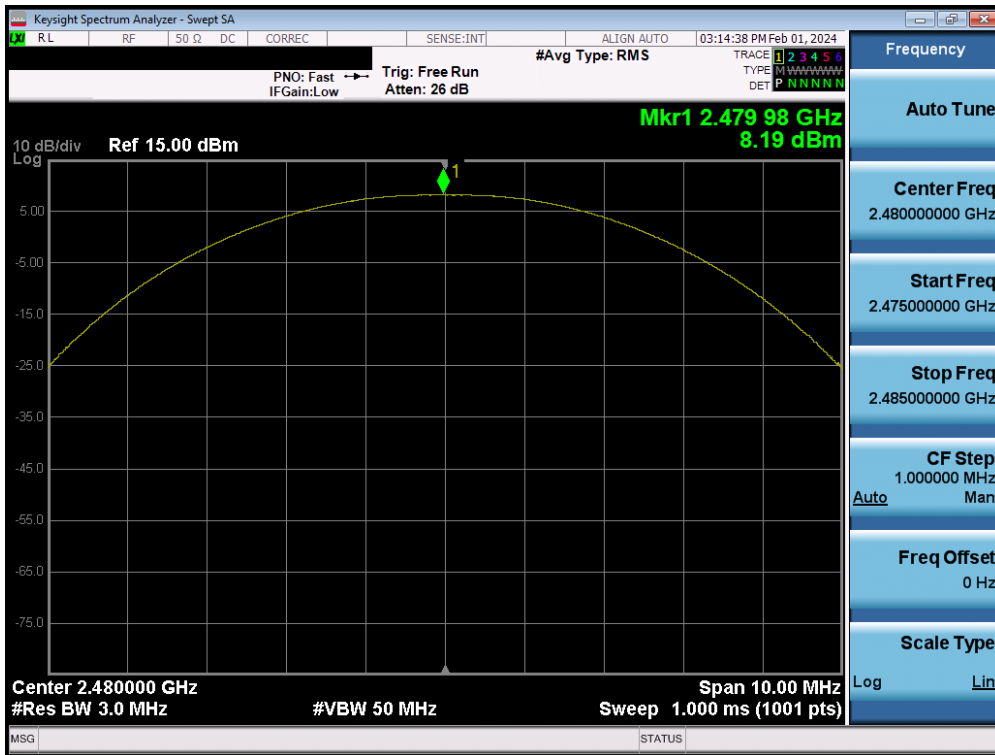 Keysight Spectrum Analyzer - Swept SA
LXI RL RF 50 Ω DC CORREC SENSE:INT ALIGN AUTO 03:14:38 PM Feb 01, 2024
#Avg Type: RMS
TRACE 1 2 3 4 5 6
TYPE M WWWWW
DET P N N N N N
PNO: Fast
IFGain:Low
Trig: Free Run
Atten: 26 dB
Mkr1 2.479 98 GHz
8.19 dBm
10 dB/div
Log
Ref 15.00 dBm
1
5.00
-5.00
-15.0
-25.0
-35.0
-45.0
-55.0
-65.0
-75.0
Center 2.480000 GHz
Span 10.00 MHz
#Res BW 3.0 MHz
#VBW 50 MHz
Sweep 1.000 ms (1001 pts)
MSG
STATUS
Frequency
Auto Tune
Center Freq
2.480000000 GHz
Start Freq
2.475000000 GHz
Stop Freq
2.485000000 GHz
CF Step
1.000000 MHz
Auto Man
Freq Offset
0 Hz
Scale Type
Log Lin